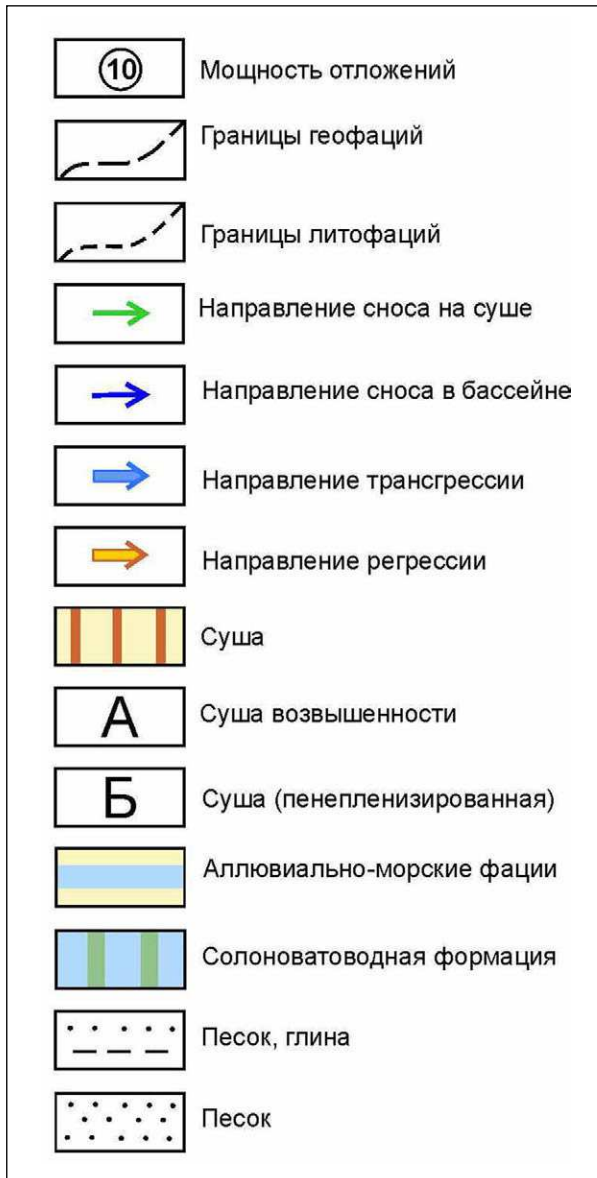 10 Мощность отложений
Границы геофаций
Границы литофаций
Направление сноса на суше
Направление сноса в бассейне
Направление трансгрессии
Направление регрессии
Суша
А Суша возвышенности
Б Суша (пенепленизированная)
Аллювиально-морские фации
Солоноватоводная формация
Песок, глина
Песок